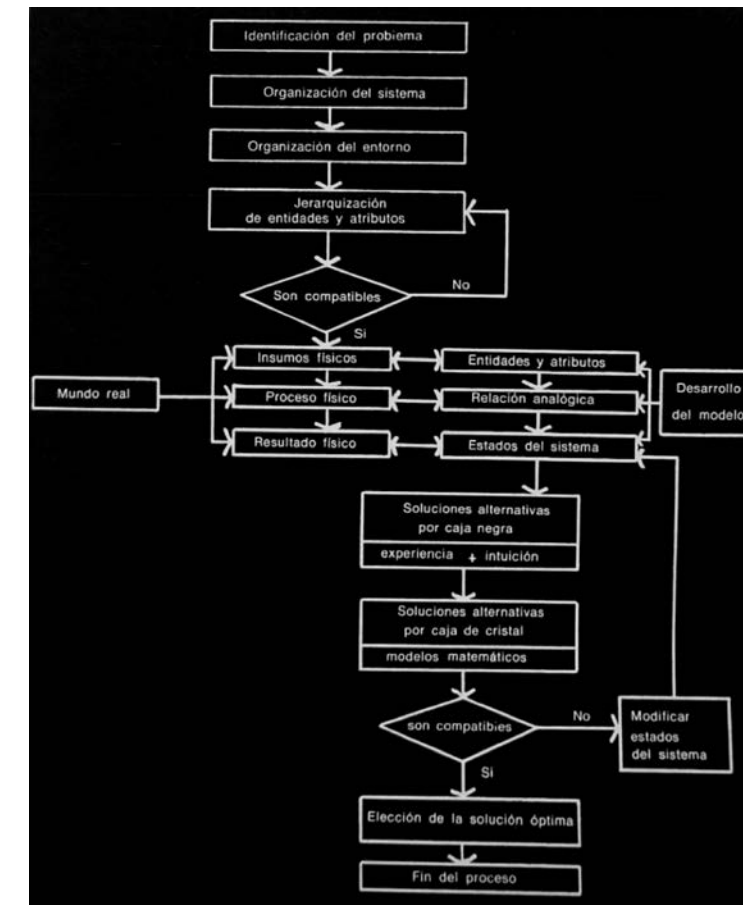 Identificación del problema
Organización del sistema
Organización del entorno
Jerarquización
de entidades y atributos
Son compatibles
No
Si
Insumos físicos
Entidades y atributos
Mundo real
Proceso físico
Relación analógica
Desarrollo
del modelo
Resultado físico
Estados del sistema
Soluciones alternativas
por caja negra
experiencia + intuición
Soluciones alternativas
por caja de cristal
modelos matemáticos
son compatibles
No
Modificar
estados
del sistema
Si
Elección de la solución óptima
Fin del proceso